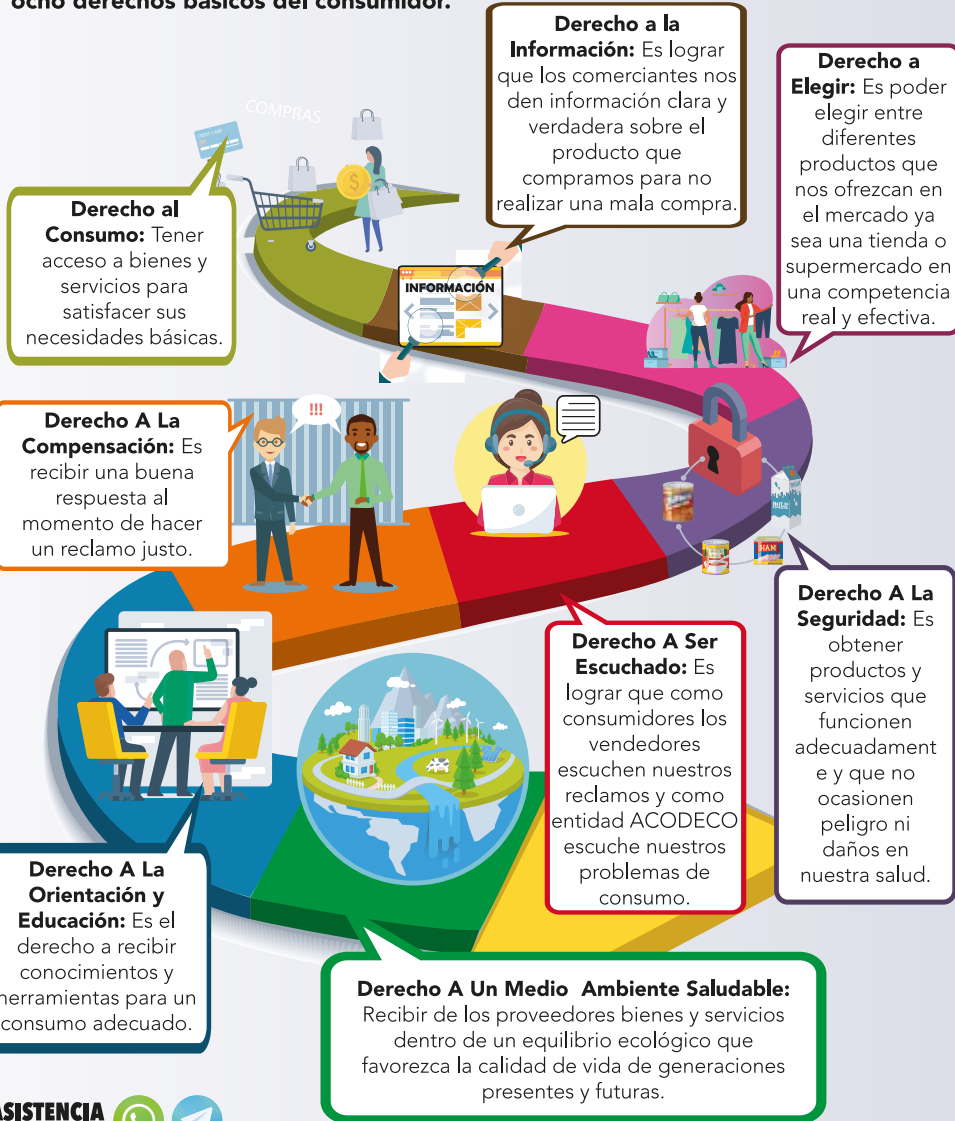 ocho derechos básicos del consumidor.
Derecho a la
Información: Es lograr
que los comerciantes nos
den información clara y
verdadera sobre el
producto que
compramos para no
realizar una mala compra.
Derecho a
Elegir: Es poder
elegir entre
diferentes
productos que
nos ofrezcan en
el mercado ya
sea una tienda o
supermercado en
una competencia
real y efectiva.
COMPRAS
CREDIT CARD
$
Derecho al
Consumo: Tener
acceso a bienes y
servicios para
satisfacer sus
necesidades básicas.
INFORMACIÓN
Derecho A La
Compensación: Es
recibir una buena
respuesta al
momento de hacer
un reclamo justo.
!!!
MILK
HAM
Derecho A La
Seguridad: Es
obtener
productos y
servicios que
funcionen
adecuadament
e y que no
ocasionen
peligro ni
daños en
nuestra salud.
Derecho A Ser
Escuchado: Es
lograr que como
consumidores los
vendedores
escuchen nuestros
reclamos y como
entidad ACODECO
escuche nuestros
problemas de
consumo.
Derecho A La
Orientación y
Educación: Es el
derecho a recibir
conocimientos y
herramientas para un
consumo adecuado.
Derecho A Un Medio Ambiente Saludable:
Recibir de los proveedores bienes y servicios
dentro de un equilibrio ecológico que
favorezca la calidad de vida de generaciones
presentes y futuras.
ASISTENCIA